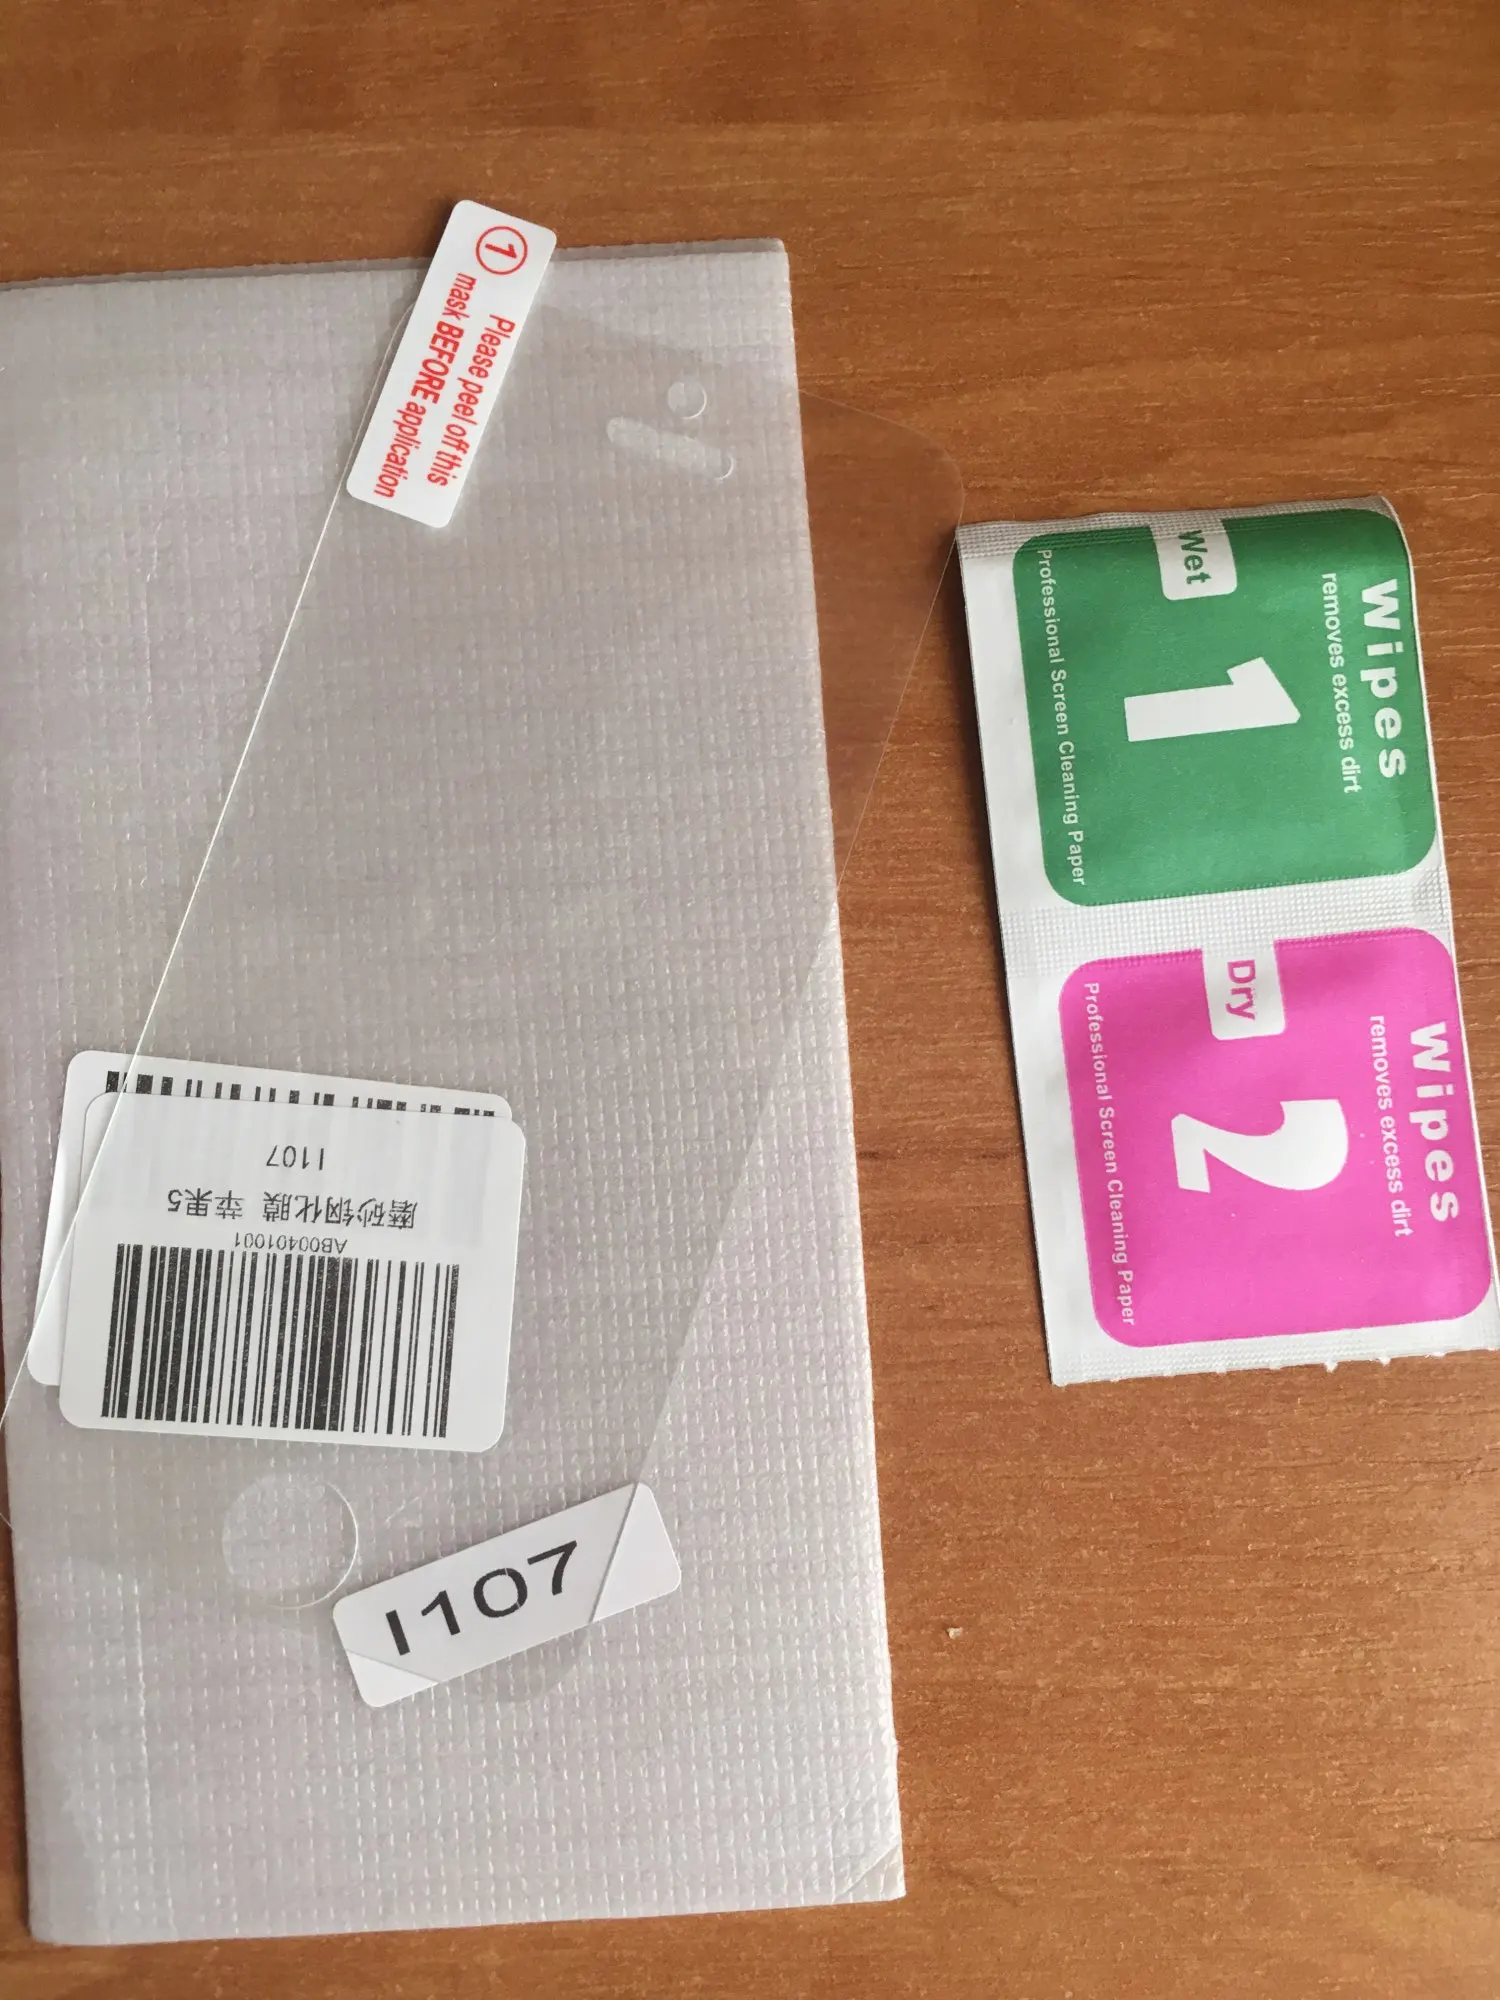 1
Please peel off this
mask BEFORE application
Wipes
removes excess dirt
Wet
1
Professional Screen Cleaning Paper
Wipes
removes excess dirt
Dry
2
Professional Screen Cleaning Paper
AB00401001
磨砂钢化膜 苹果5
I107
I107